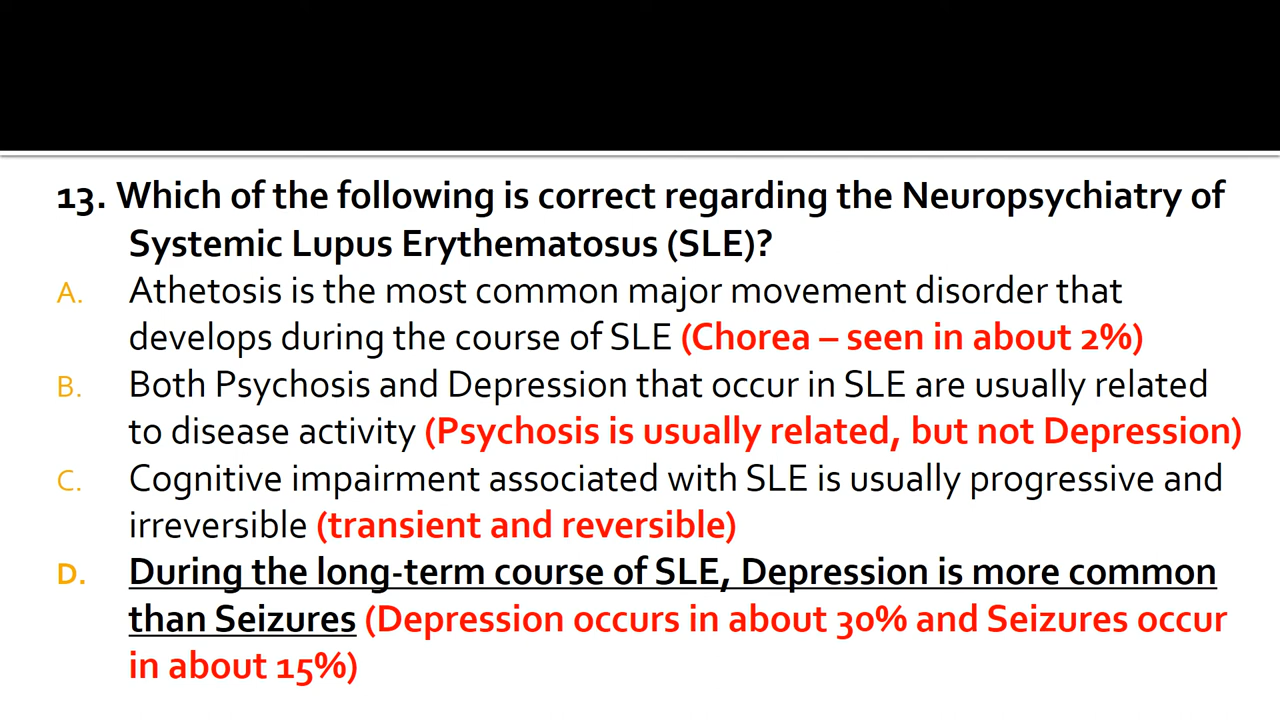 13. Which of the following is correct regarding the Neuropsychiatry of
Systemic Lupus Erythematosus (SLE)?
A. Athetosis is the most common major movement disorder that
develops during the course of SLE (Chorea – seen in about 2%)
B. Both Psychosis and Depression that occur in SLE are usually related
to disease activity (Psychosis is usually related, but not Depression)
C. Cognitive impairment associated with SLE is usually progressive and
irreversible (transient and reversible)
D. During the long-term course of SLE, Depression is more common
than Seizures (Depression occurs in about 30% and Seizures occur
in about 15%)